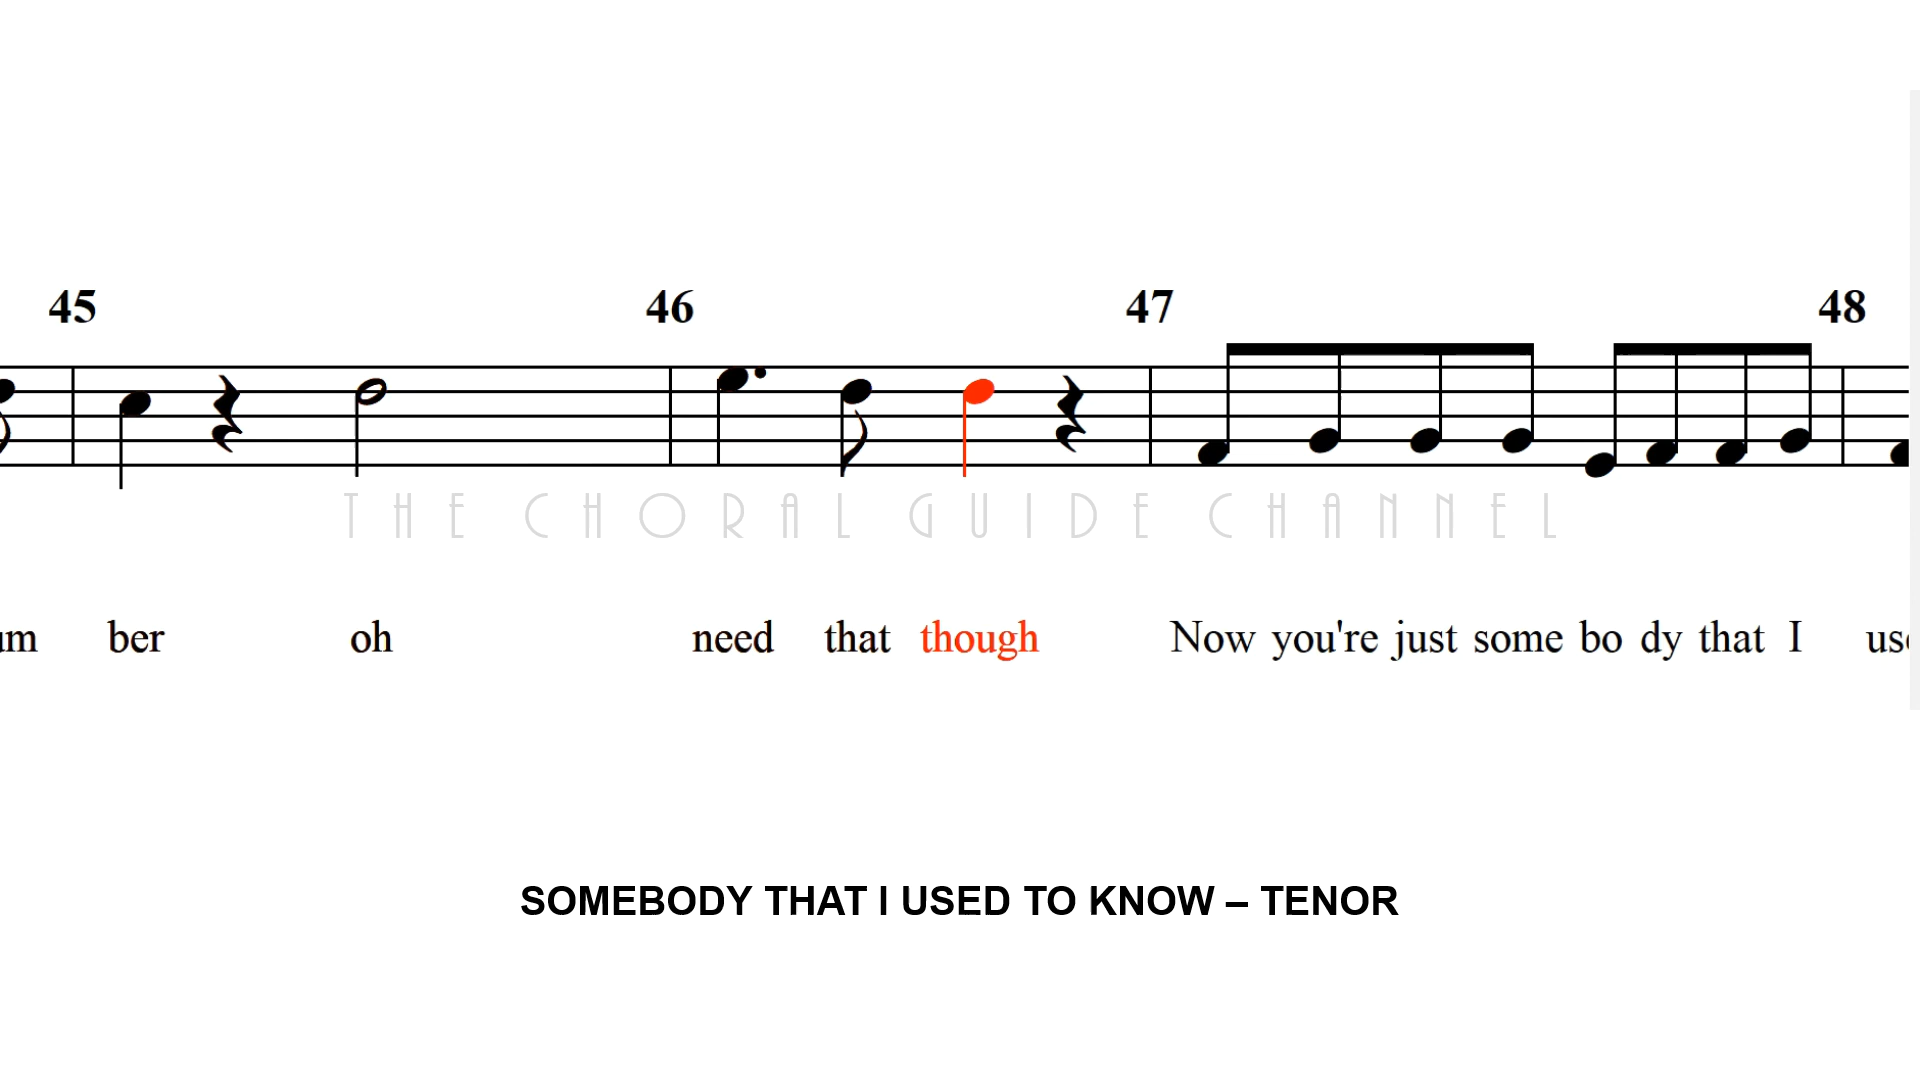 45 46 47 48
THE CHORAL GUIDE CHANNEL
ber oh need that though Now you're just some bo dy that I
SOMEBODY THAT I USED TO KNOW – TENOR